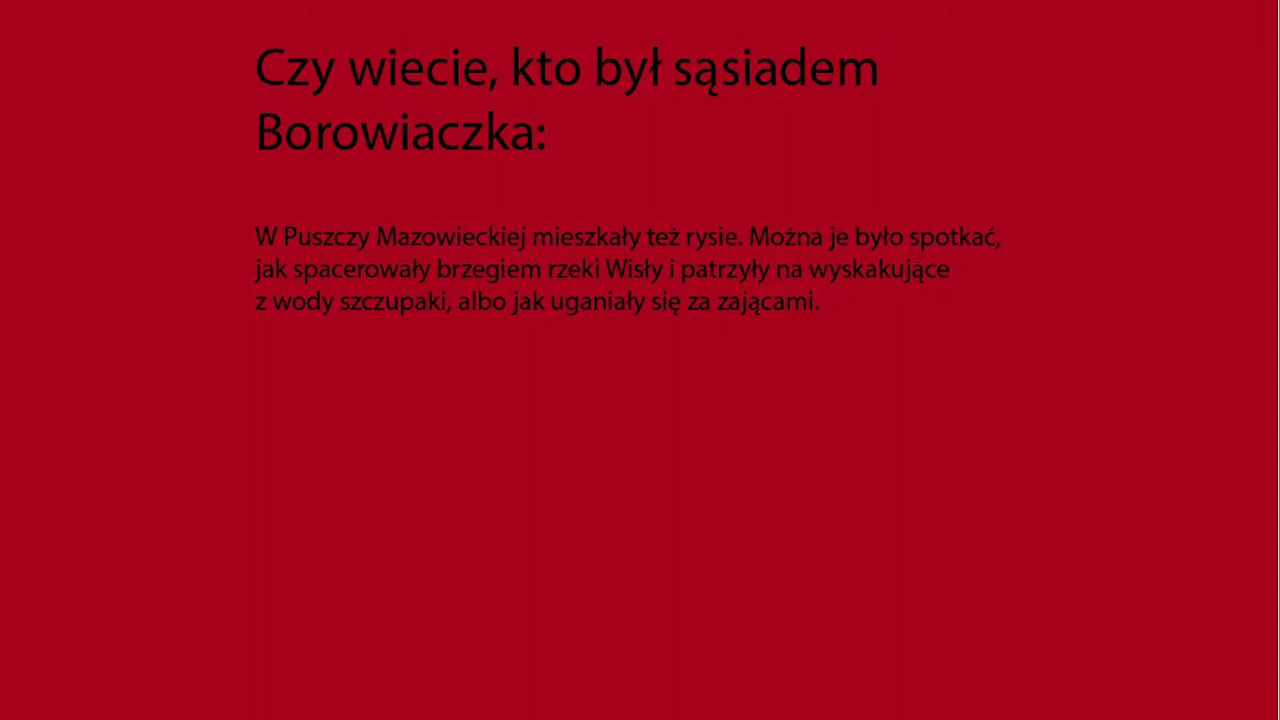 Czy wiecie, kto był sąsiadem
Borowiaczka:
W Puszczy Mazowieckiej mieszkały też rysie. Można je było spotkać,
jak spacerowały brzegiem rzeki Wisły i patrzyły na wyskakujące
z wody szczupaki, albo jak uganiały się za zającami.